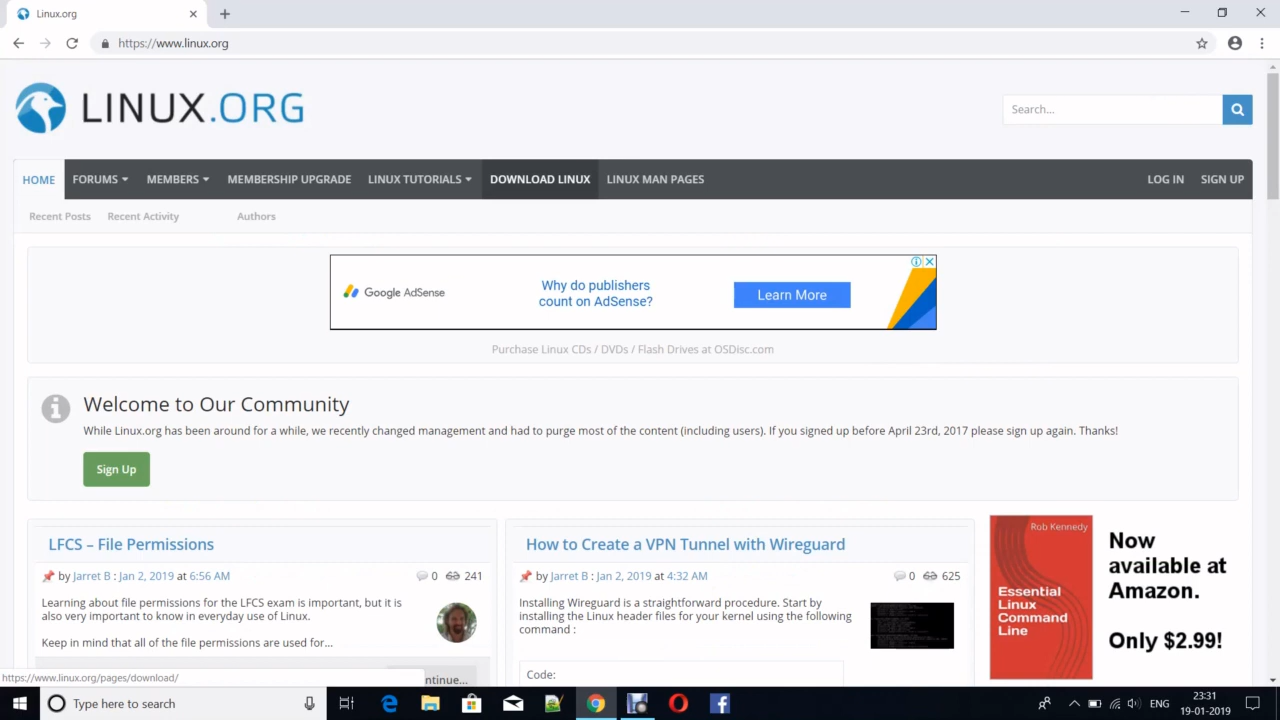 Linux.org
https://www.linux.org
LINUX.ORG
Search...
HOME
FORUMS
MEMBERS
MEMBERSHIP UPGRADE
LINUX TUTORIALS
DOWNLOAD LINUX
LINUX MAN PAGES
LOG IN
SIGN UP
Recent Posts
Recent Activity
Authors
Google AdSense
Why do publishers
count on AdSense?
Learn More
Purchase Linux CDs / DVDs / Flash Drives at OSDisc.com
Welcome to Our Community
While Linux.org has been around for a while, we recently changed management and had to purge most of the content (including users). If you signed up before April 23rd, 2017 please sign up again. Thanks!
Sign Up
LFCS – File Permissions
by Jarret B : Jan 2, 2019 at 6:56 AM
0
241
Learning about file permissions for the LFCS exam is important, but it is
also very important to know in everyday use of Linux.
Keep in mind that all of the file permissions are used for...
ntinue...
How to Create a VPN Tunnel with Wireguard
by Jarret B : Jan 2, 2019 at 4:32 AM
0
625
Installing Wireguard is a straightforward procedure. Start by
installing the Linux header files for your kernel using the following
command :
Code:
Rob Kennedy
Essential
Linux
Command
Line
Now
available at
Amazon.
Only $2.99!
https://www.linux.org/pages/download/
Type here to search
ENG
23:31
19-01-2019